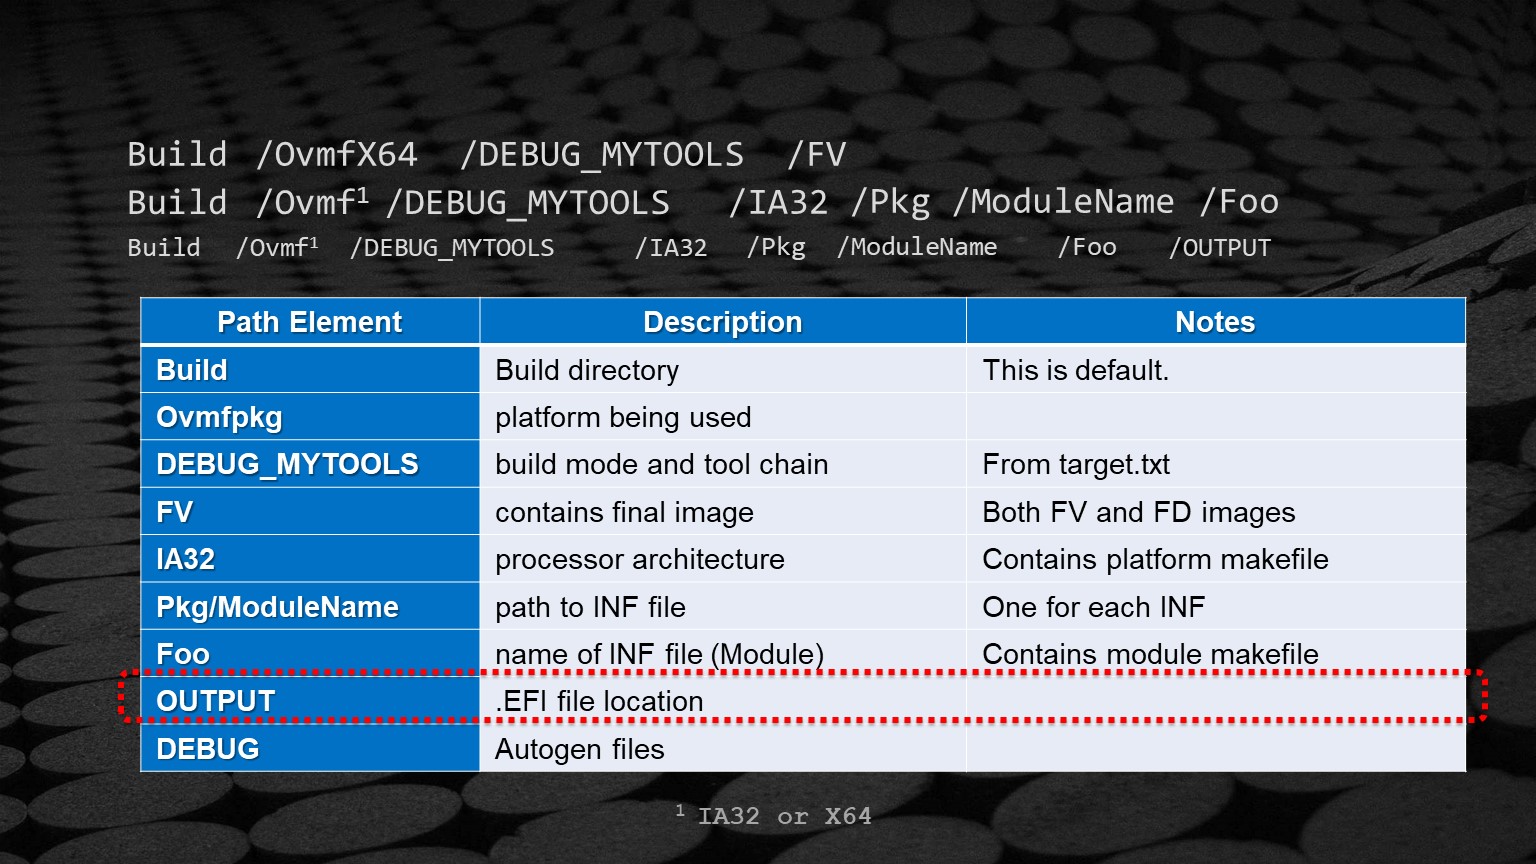 Build /OvmfX64 /DEBUG_MYTOOLS /FV
Build /Ovmf¹ /DEBUG_MYTOOLS /IA32 /Pkg /ModuleName /Foo
Build /Ovmf¹ /DEBUG_MYTOOLS /IA32 /Pkg /ModuleName /Foo /OUTPUT
Path Element Description Notes
Build Build directory This is default.
Ovmfpkg platform being used
DEBUG_MYTOOLS build mode and tool chain From target.txt
FV contains final image Both FV and FD images
IA32 processor architecture Contains platform makefile
Pkg/ModuleName path to INF file One for each INF
Foo name of INF file (Module) Contains module makefile
OUTPUT .EFI file location
DEBUG Autogen files
¹ IA32 or X64